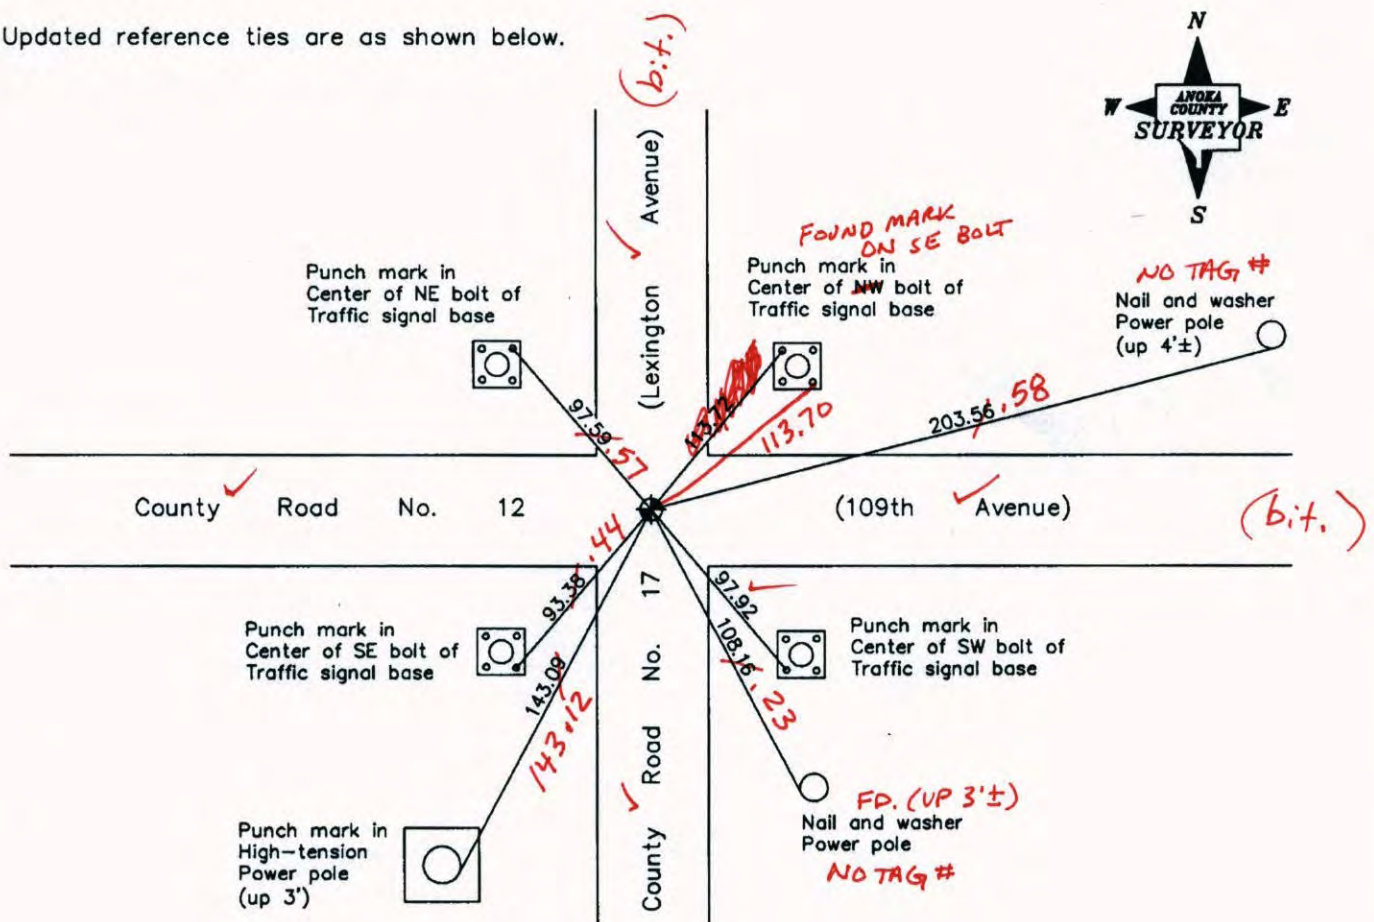 Updated reference ties are as shown below.
(bit.)
N
W ANOKA COUNTY E
SURVEYOR
S
(Lexington Avenue)
FOUND MARK
ON SE BOLT
Punch mark in
Center of NE bolt of
Traffic signal base
Punch mark in
Center of NW bolt of
Traffic signal base
NO TAG #
Nail and washer
Power pole
(up 4'±)
97.59
.57
113.72
113.70
203.56
.58
County Road No. 12
(109th Avenue)
(bit.)
93.38
.44
97.92
143.09
143.12
108.16
.23
Punch mark in
Center of SE bolt of
Traffic signal base
Punch mark in
Center of SW bolt of
Traffic signal base
County Road No. 17
Punch mark in
High-tension
Power pole
(up 3')
FD. (UP 3'±)
Nail and washer
Power pole
NO TAG #